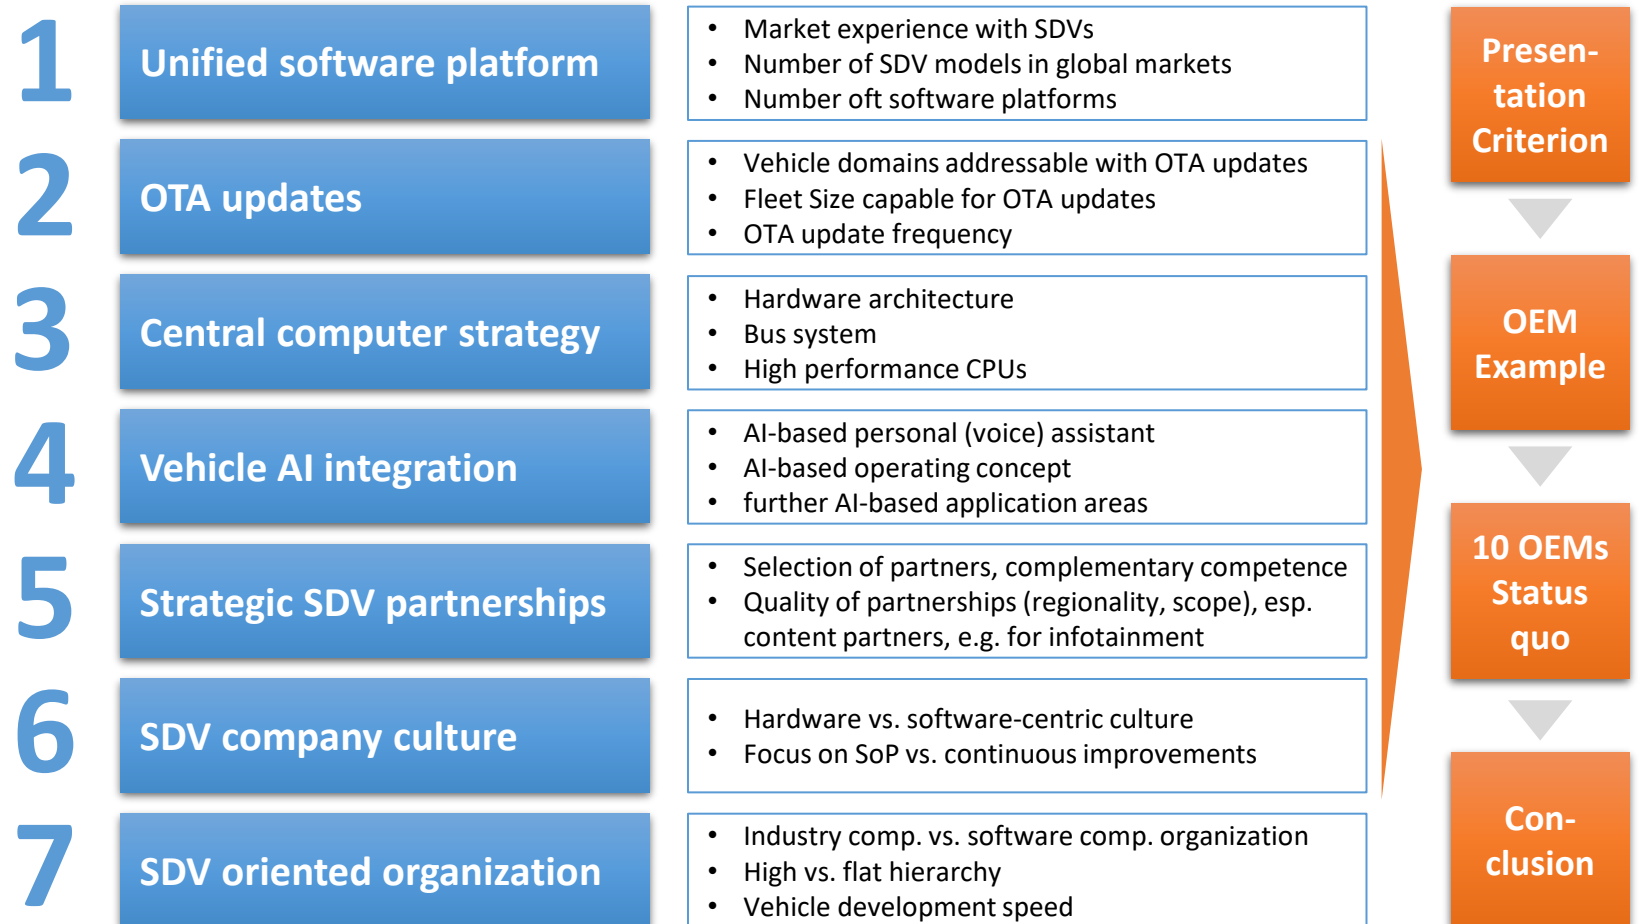 1
Unified software platform
• Market experience with SDVs
• Number of SDV models in global markets
• Number oft software platforms
2
OTA updates
• Vehicle domains addressable with OTA updates
• Fleet Size capable for OTA updates
• OTA update frequency
3
Central computer strategy
• Hardware architecture
• Bus system
• High performance CPUs
4
Vehicle AI integration
• AI-based personal (voice) assistant
• AI-based operating concept
• further AI-based application areas
5
Strategic SDV partnerships
• Selection of partners, complementary competence
• Quality of partnerships (regionality, scope), esp.
content partners, e.g. for infotainment
6
SDV company culture
• Hardware vs. software-centric culture
• Focus on SoP vs. continuous improvements
7
SDV oriented organization
• Industry comp. vs. software comp. organization
• High vs. flat hierarchy
• Vehicle development speed
Presen-
tation
Criterion
OEM
Example
10 OEMs
Status
quo
Con-
clusion